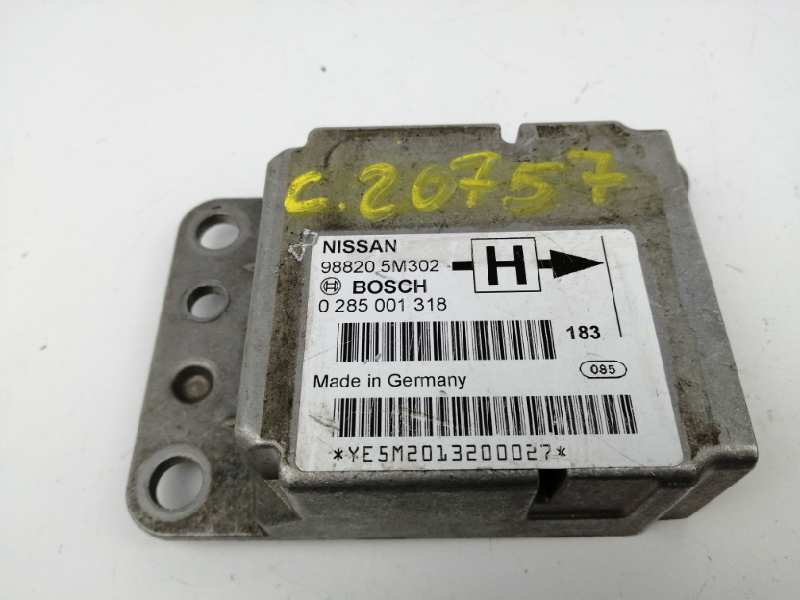 C.20757
NISSAN
98820 5M302
H
BOSCH
0 285 001 318
183
Made in Germany
085
*YE5M2013200027*